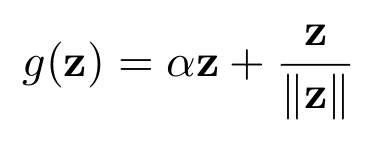 g(𝐳) = α𝐳 + 𝐳 / ‖𝐳‖